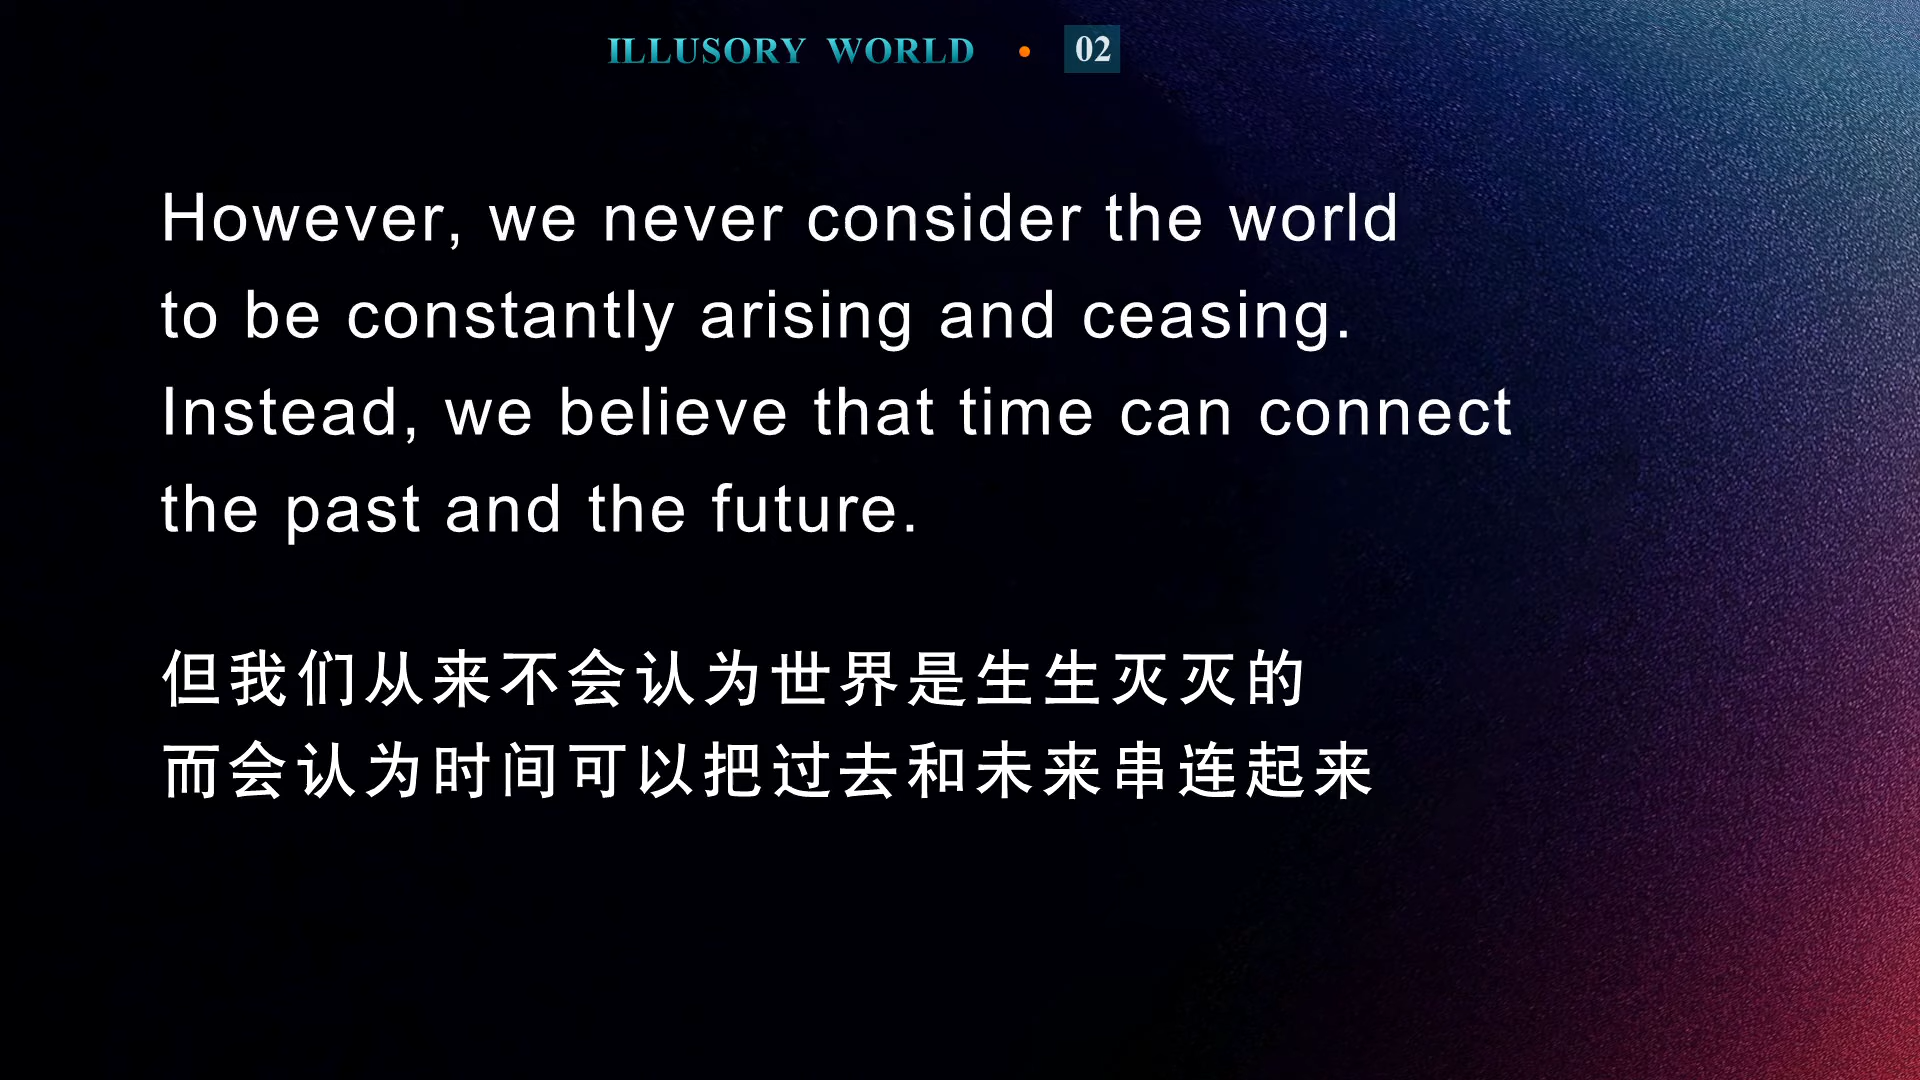 ILLUSORY WORLD • 02
However, we never consider the world
to be constantly arising and ceasing.
Instead, we believe that time can connect
the past and the future.
但我们从来不会认为世界是生生灭灭的
而会认为时间可以把过去和未来串连起来